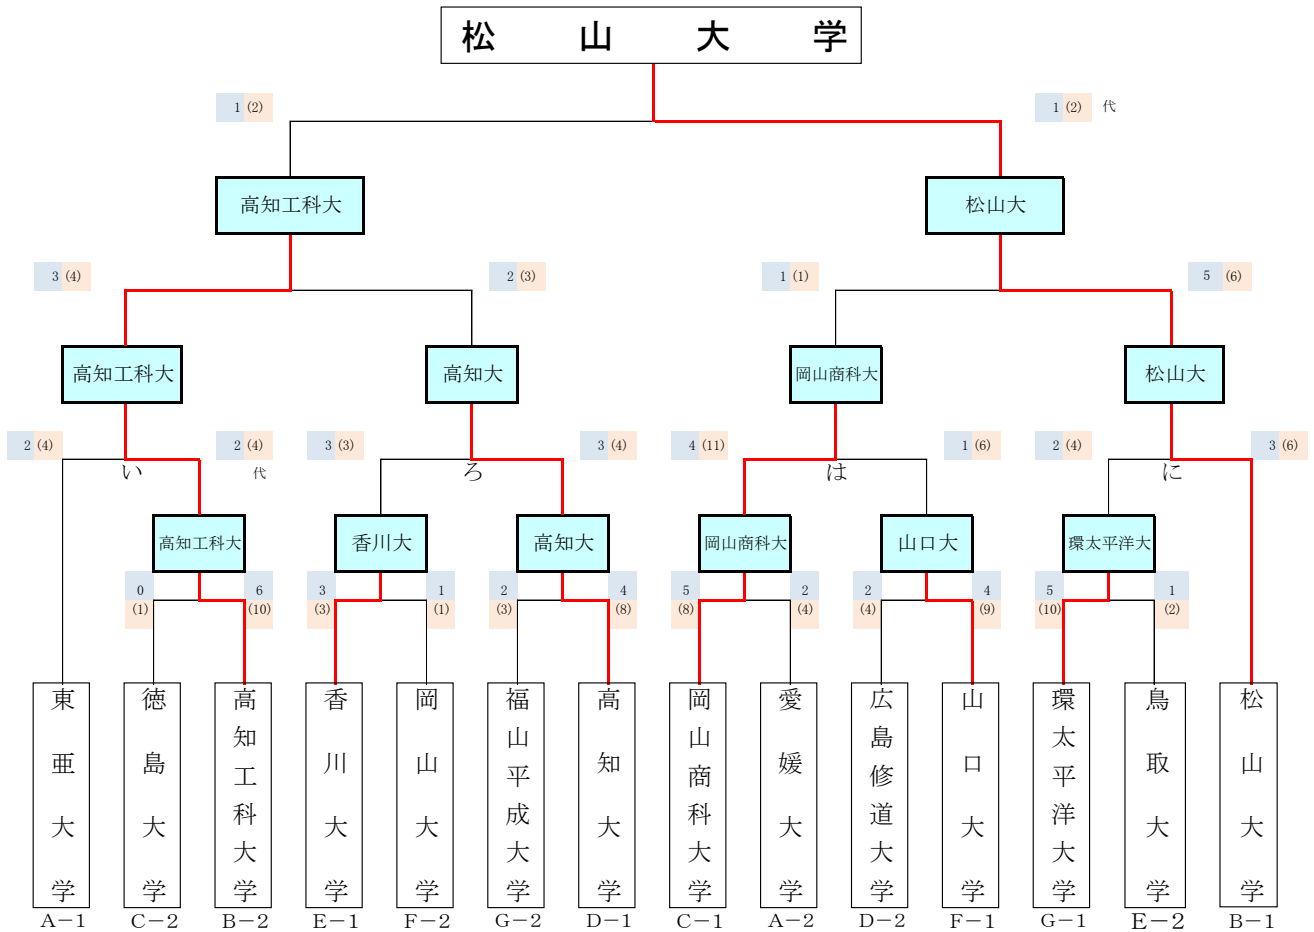 松山大学
1 (2)
1 (2) 代
高知工科大
松山大
3 (4)
2 (3)
1 (1)
5 (6)
高知工科大
高知大
岡山商科大
松山大
2 (4)
2 (4)
3 (3)
3 (4)
4 (11)
1 (6)
2 (4)
3 (6)
い
代
ろ
は
に
高知工科大
香川大
高知大
岡山商科大
山口大
環太平洋大
0 6 3 1 2 4 5 2 2 4 5 1
(1) (10) (3) (1) (3) (8) (8) (4) (4) (9) (10) (2)
東亜大学
徳島大学
高知工科大学
香川大学
岡山大学
福山平成大学
高知大学
岡山商科大学
愛媛大学
広島修道大学
山口大学
環太平洋大学
鳥取大学
松山大学
A－1 C－2 B－2 E－1 F－2 G－2 D－1 C－1 A－2 D－2 F－1 G－1 E－2 B－1